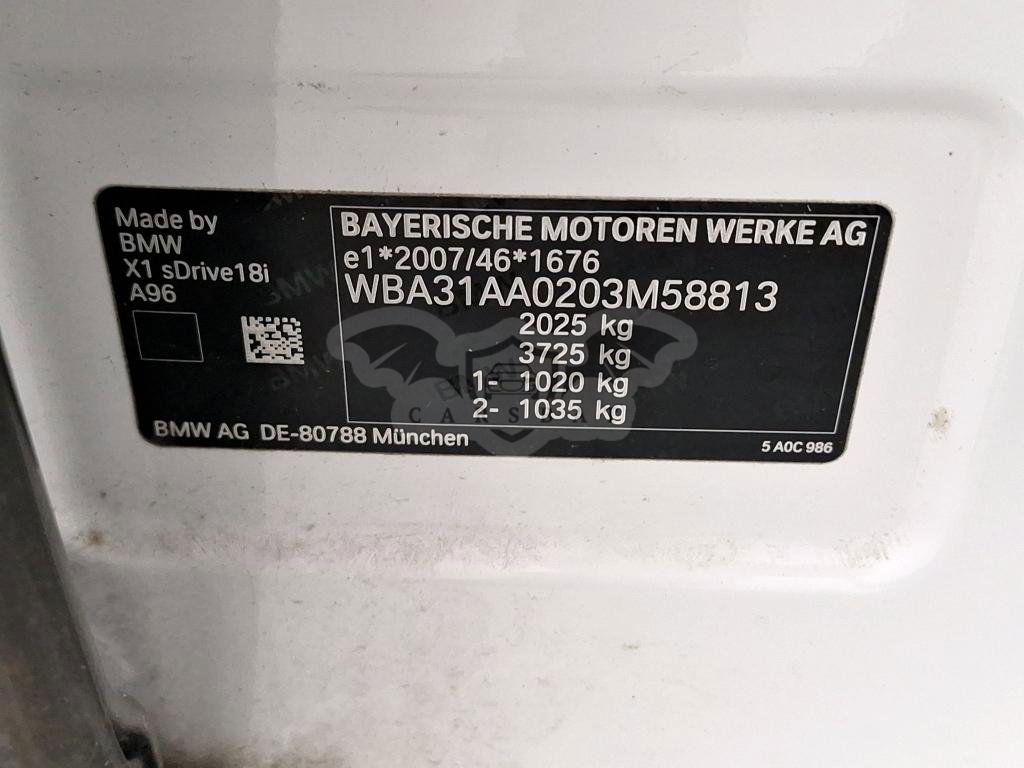 Made by
BMW
X1 sDrive18i
A96
BAYERISCHE MOTOREN WERKE AG
e1*2007/46*1676
WBA31AA0203M58813
2025 kg
3725 kg
1- 1020 kg
2- 1035 kg
CANSDA
BMW AG DE-80788 München
5 A0C 986